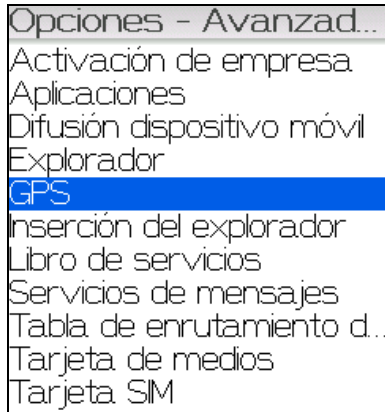 Opciones - Avanzad...
Activación de empresa
Aplicaciones
Difusión dispositivo móvil
Explorador
GPS
Inserción del explorador
Libro de servicios
Servicios de mensajes
Tabla de enrutamiento d...
Tarjeta de medios
Tarjeta SIM